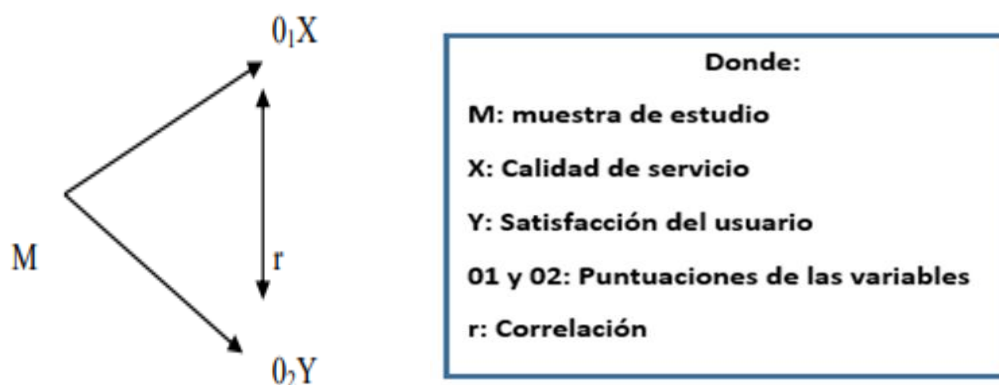 0₁X
M
r
0₂Y
Donde:
M: muestra de estudio
X: Calidad de servicio
Y: Satisfacción del usuario
01 y 02: Puntuaciones de las variables
r: Correlación